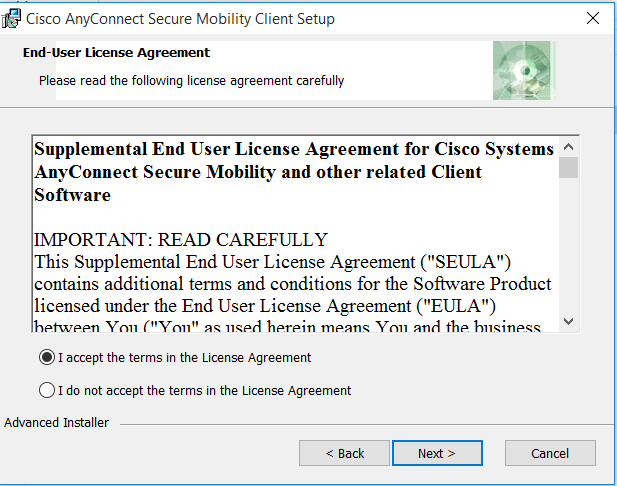 Cisco AnyConnect Secure Mobility Client Setup
End-User License Agreement
Please read the following license agreement carefully
Supplemental End User License Agreement for Cisco Systems
AnyConnect Secure Mobility and other related Client
Software
IMPORTANT: READ CAREFULLY
This Supplemental End User License Agreement ("SEULA")
contains additional terms and conditions for the Software Product
licensed under the End User License Agreement ("EULA")
between You ("You" as used herein means You and the business
I accept the terms in the License Agreement
I do not accept the terms in the License Agreement
Advanced Installer
< Back
Next >
Cancel